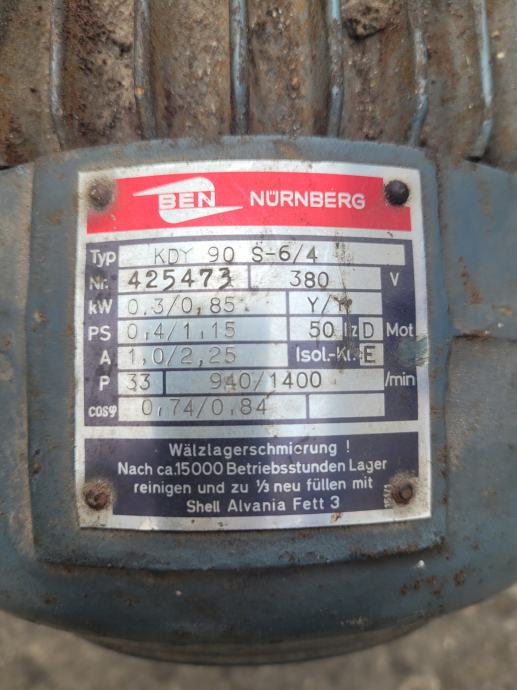 BEN NÜRNBERG
Typ KDY 90 S-6/4
Nr. 425473 380 V
kW 0,3/0,85 Y/Y
PS 0,4/1,15 50 Hz D Mot
A 1,0/2,25 Isol-Kl. E
P 33 940/1400 /min
cosφ 0,74/0,84
Wälzlagerschmierung !
Nach ca.15000 Betriebsstunden Lager
reinigen und zu ⅓ neu füllen mit
Shell Alvania Fett 3